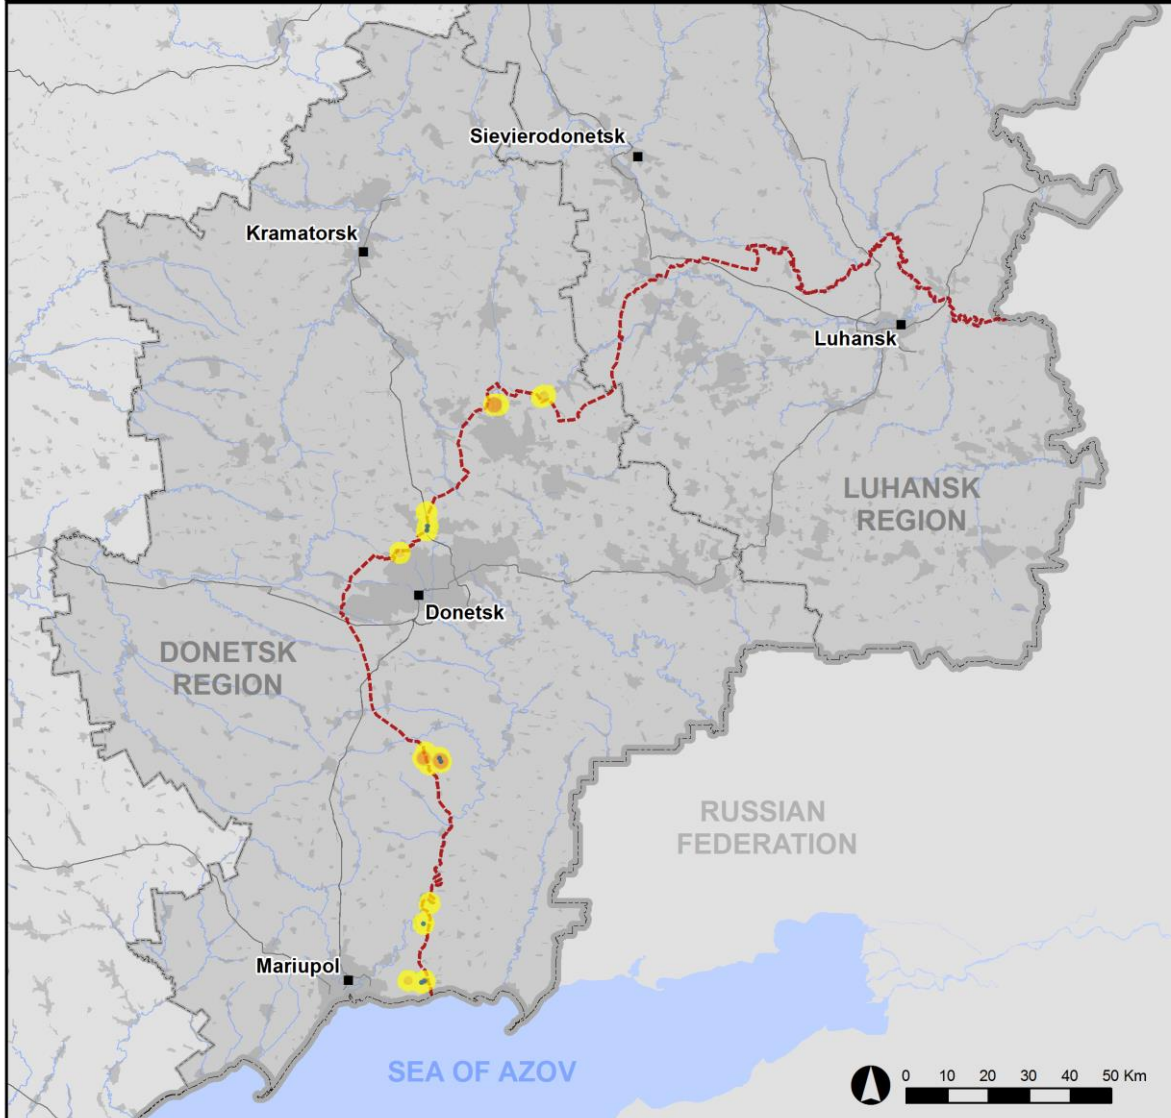 Sievierodonetsk
Kramatorsk
Luhansk
LUHANSK
REGION
Donetsk
DONETSK
REGION
RUSSIAN
FEDERATION
Mariupol
SEA OF AZOV
0 10 20 30 40 50 Km